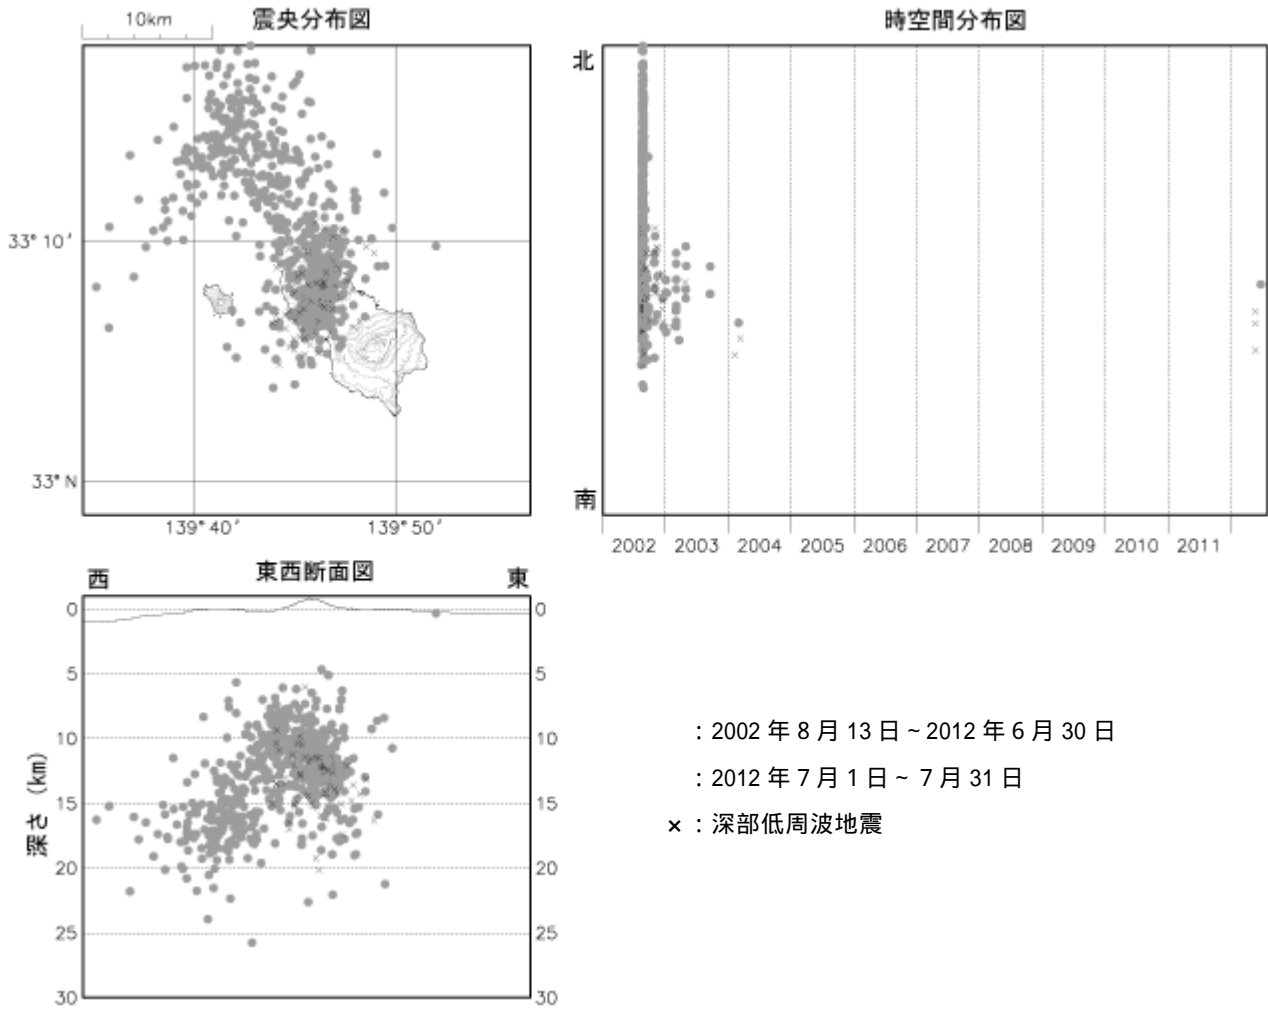 10km
震央分布図
33° 10′
33° N
139° 40′
139° 50′
時空間分布図
北
南
2002
2003
2004
2005
2006
2007
2008
2009
2010
2011
西
東西断面図
東
0
5
10
15
20
25
30
深さ (km)
0
5
10
15
20
25
30
: 2002 年 8 月 13 日 ~ 2012 年 6 月 30 日
: 2012 年 7 月 1 日 ~ 7 月 31 日
× : 深部低周波地震